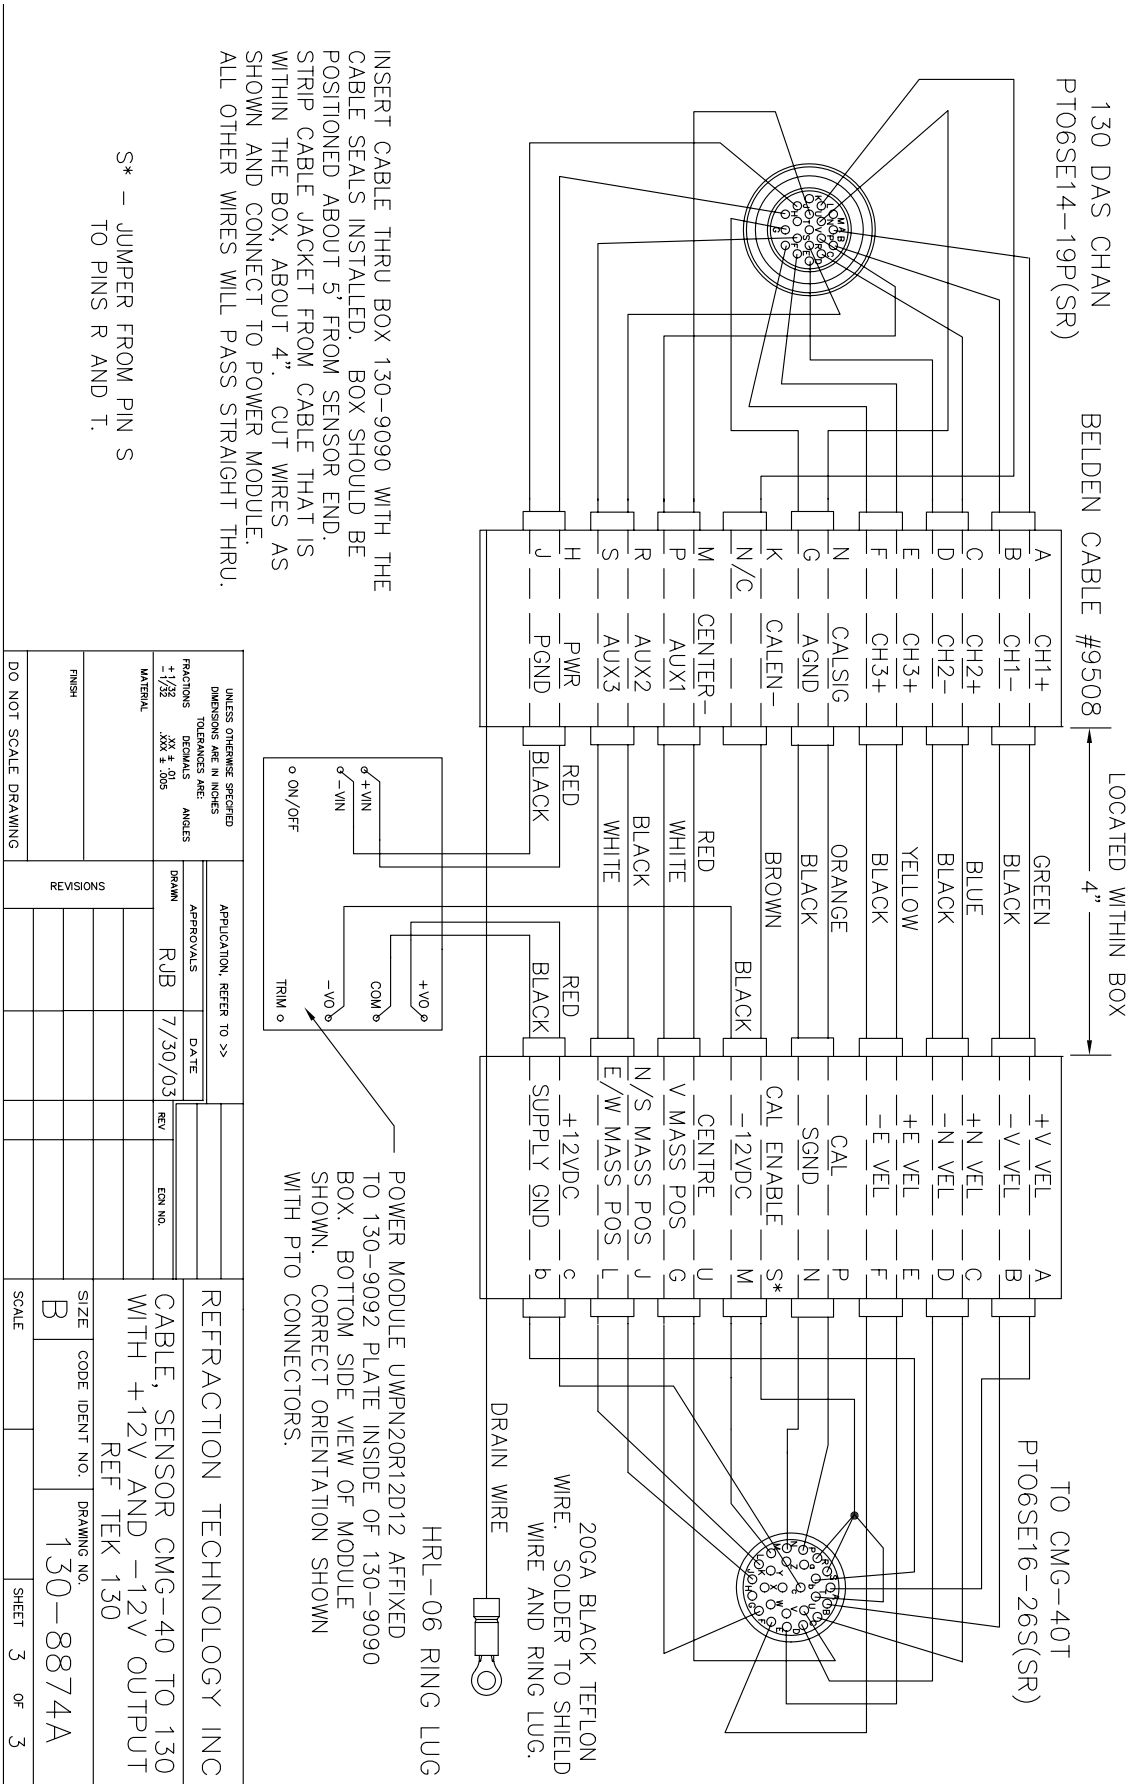 130 DAS CHAN
PT06SE14-19P(SR)
BELDEN CABLE #9508
LOCATED WITHIN BOX
4"
TO CMG-40T
PT06SE16-26S(SR)
A CH1+ GREEN +V VEL A
B CH1- BLACK -V VEL B
C CH2+ BLUE +N VEL C
D CH2- BLACK -N VEL D
E CH3+ YELLOW +E VEL E
F CH3+ BLACK -E VEL F
N CALSIG ORANGE CAL P
G AGND BLACK SGND N
K CALEN- BROWN CAL ENABLE S*
N/C BLACK -12VDC M
M CENTER- RED CENTRE U
P AUX1 WHITE V MASS POS G
R AUX2 BLACK N/S MASS POS J
S AUX3 WHITE E/W MASS POS L
H PWR RED RED +12VDC c
J PGND BLACK BLACK SUPPLY GND b
+VIN
-VIN
ON/OFF
+VO
COM
-VO
TRIM
DRAIN WIRE
20GA BLACK TEFLON
WIRE. SOLDER TO SHIELD
WIRE AND RING LUG.
HRL-06 RING LUG
INSERT CABLE THRU BOX 130-9090 WITH THE
CABLE SEALS INSTALLED. BOX SHOULD BE
POSITIONED ABOUT 5' FROM SENSOR END.
STRIP CABLE JACKET FROM CABLE THAT IS
WITHIN THE BOX, ABOUT 4". CUT WIRES AS
SHOWN AND CONNECT TO POWER MODULE.
ALL OTHER WIRES WILL PASS STRAIGHT THRU.
S* - JUMPER FROM PIN S
TO PINS R AND T.
POWER MODULE UWPN20R12D12 AFFIXED
TO 130-9092 PLATE INSIDE OF 130-9090
BOX. BOTTOM SIDE VIEW OF MODULE
SHOWN. CORRECT ORIENTATION SHOWN
WITH PTO CONNECTORS.
UNLESS OTHERWISE SPECIFIED
DIMENSIONS ARE IN INCHES
TOLERANCES ARE:
FRACTIONS DECIMALS ANGLES
+1/32 .XX ± .01
-1/32 .XXX ± .005
MATERIAL
FINISH
DO NOT SCALE DRAWING
APPLICATION, REFER TO >>
APPROVALS DATE
DRAWN RJB 7/30/03
REVISIONS
REV ECN NO.
REFRACTION TECHNOLOGY INC
CABLE, SENSOR CMG-40 TO 130
WITH +12V AND -12V OUTPUT
REF TEK 130
SIZE B
CODE IDENT NO.
DRAWING NO. 130-8874A
SCALE
SHEET 3 OF 3